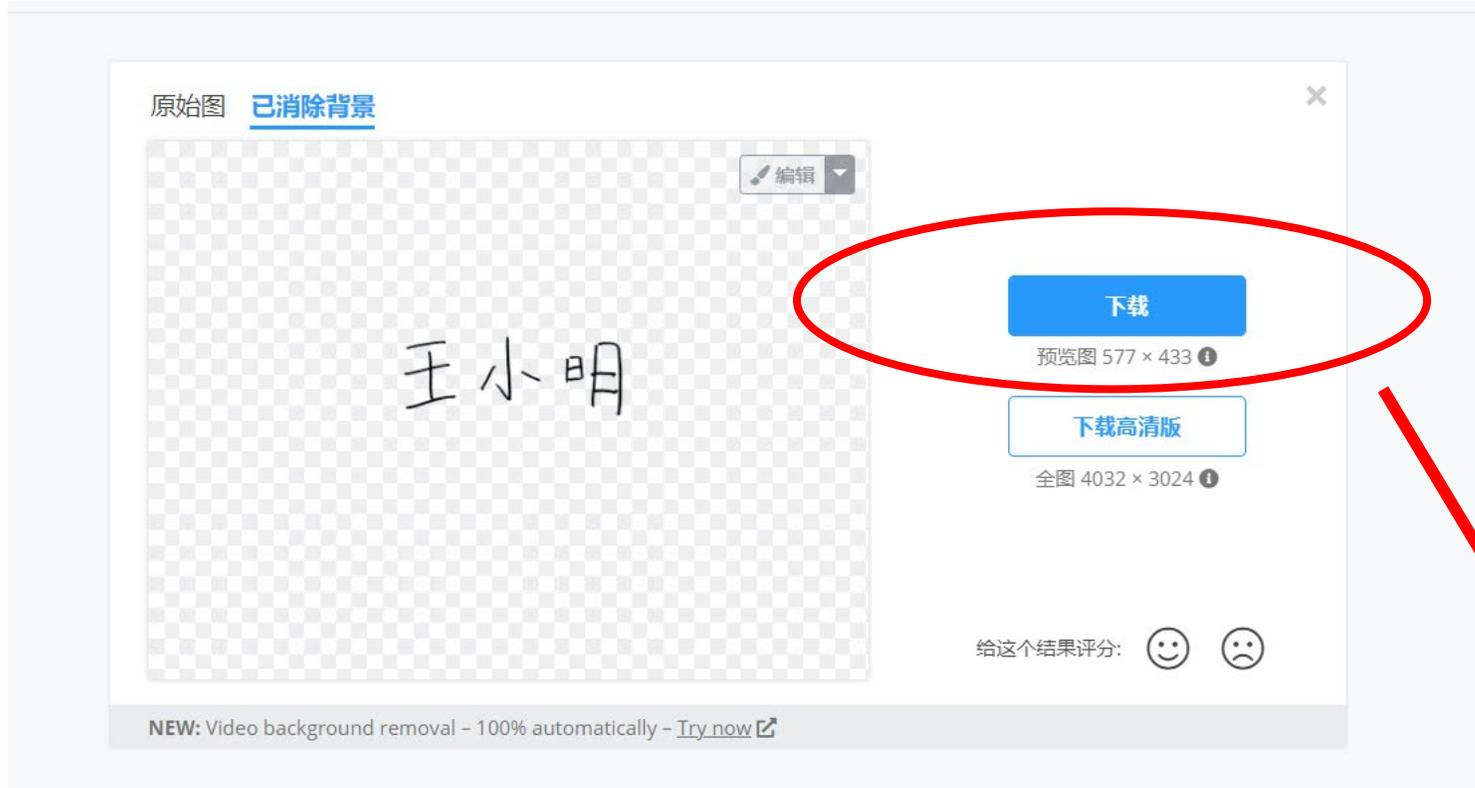 原始图 已消除背景
编辑
王小明
下载
预览图 577 × 433
下载高清版
全图 4032 × 3024
给这个结果评分:
NEW: Video background removal – 100% automatically – Try now